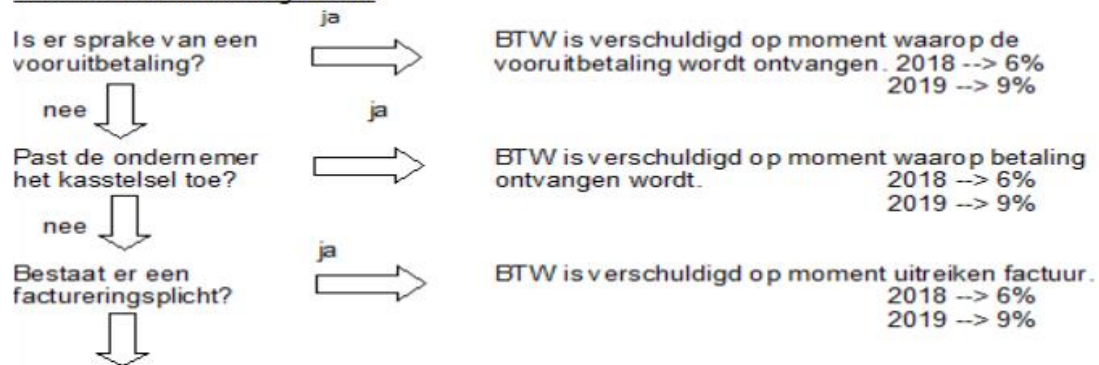 ja
Is er sprake van een
vooruitbetaling?
BTW is verschuldigd op moment waarop de
vooruitbetaling wordt ontvangen. 2018 --> 6%
2019 --> 9%
nee
ja
Past de ondernemer
het kasstelsel toe?
BTW is verschuldigd op moment waarop betaling
ontvangen wordt. 2018 --> 6%
2019 --> 9%
nee
ja
Bestaat er een
factureringsplicht?
BTW is verschuldigd op moment uitreiken factuur.
2018 --> 6%
2019 --> 9%